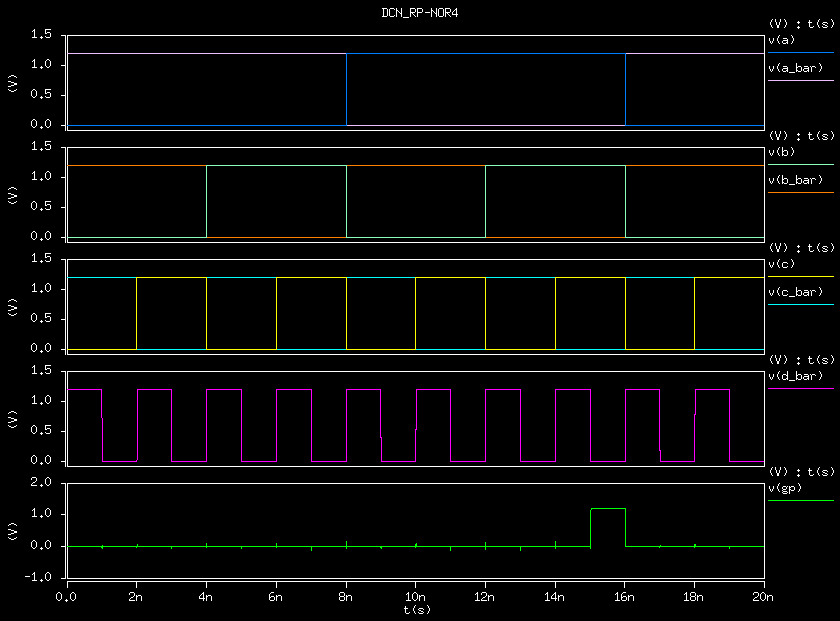 DCN_RP-NOR4
(V) : t(s)
1.5
v(a)
1.0
v(a_bar)
(V)
0.5
0.0
(V) : t(s)
1.5
v(b)
1.0
v(b_bar)
(V)
0.5
0.0
(V) : t(s)
1.5
v(c)
1.0
v(c_bar)
(V)
0.5
0.0
(V) : t(s)
1.5
v(d_bar)
1.0
(V)
0.5
0.0
(V) : t(s)
2.0
v(gp)
1.0
(V)
0.0
-1.0
0.0 2n 4n 6n 8n 10n 12n 14n 16n 18n 20n
t(s)